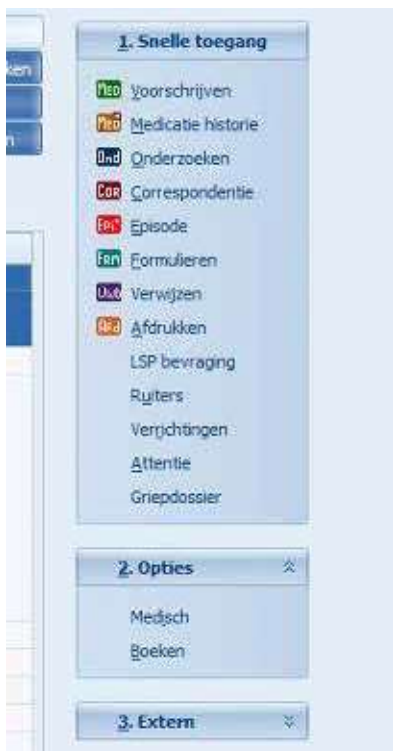 1. Snelle toegang
MED Voorschrijven
MED Medicatie historie
Ond Onderzoeken
COR Correspondentie
Epi Episode
FRM Formulieren
Verwijzen
Afd Afdrukken
LSP bevraging
Ruiters
Verrichtingen
Attentie
Griepdossier
2. Opties
Medisch
Boeken
3. Extern